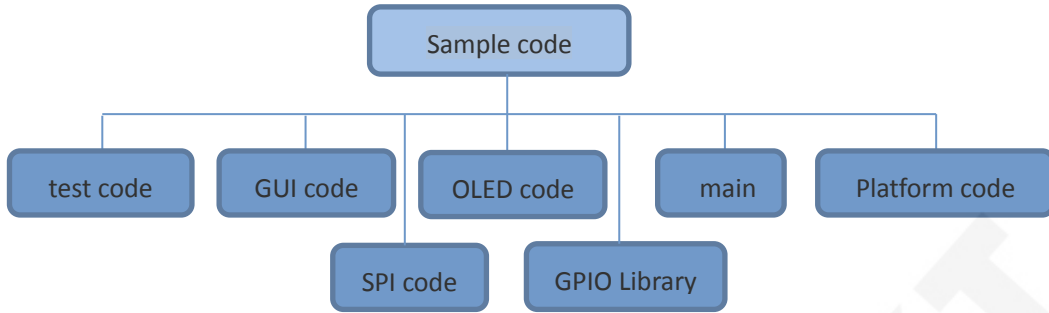 Sample code
test code
GUI code
OLED code
main
Platform code
SPI code
GPIO Library